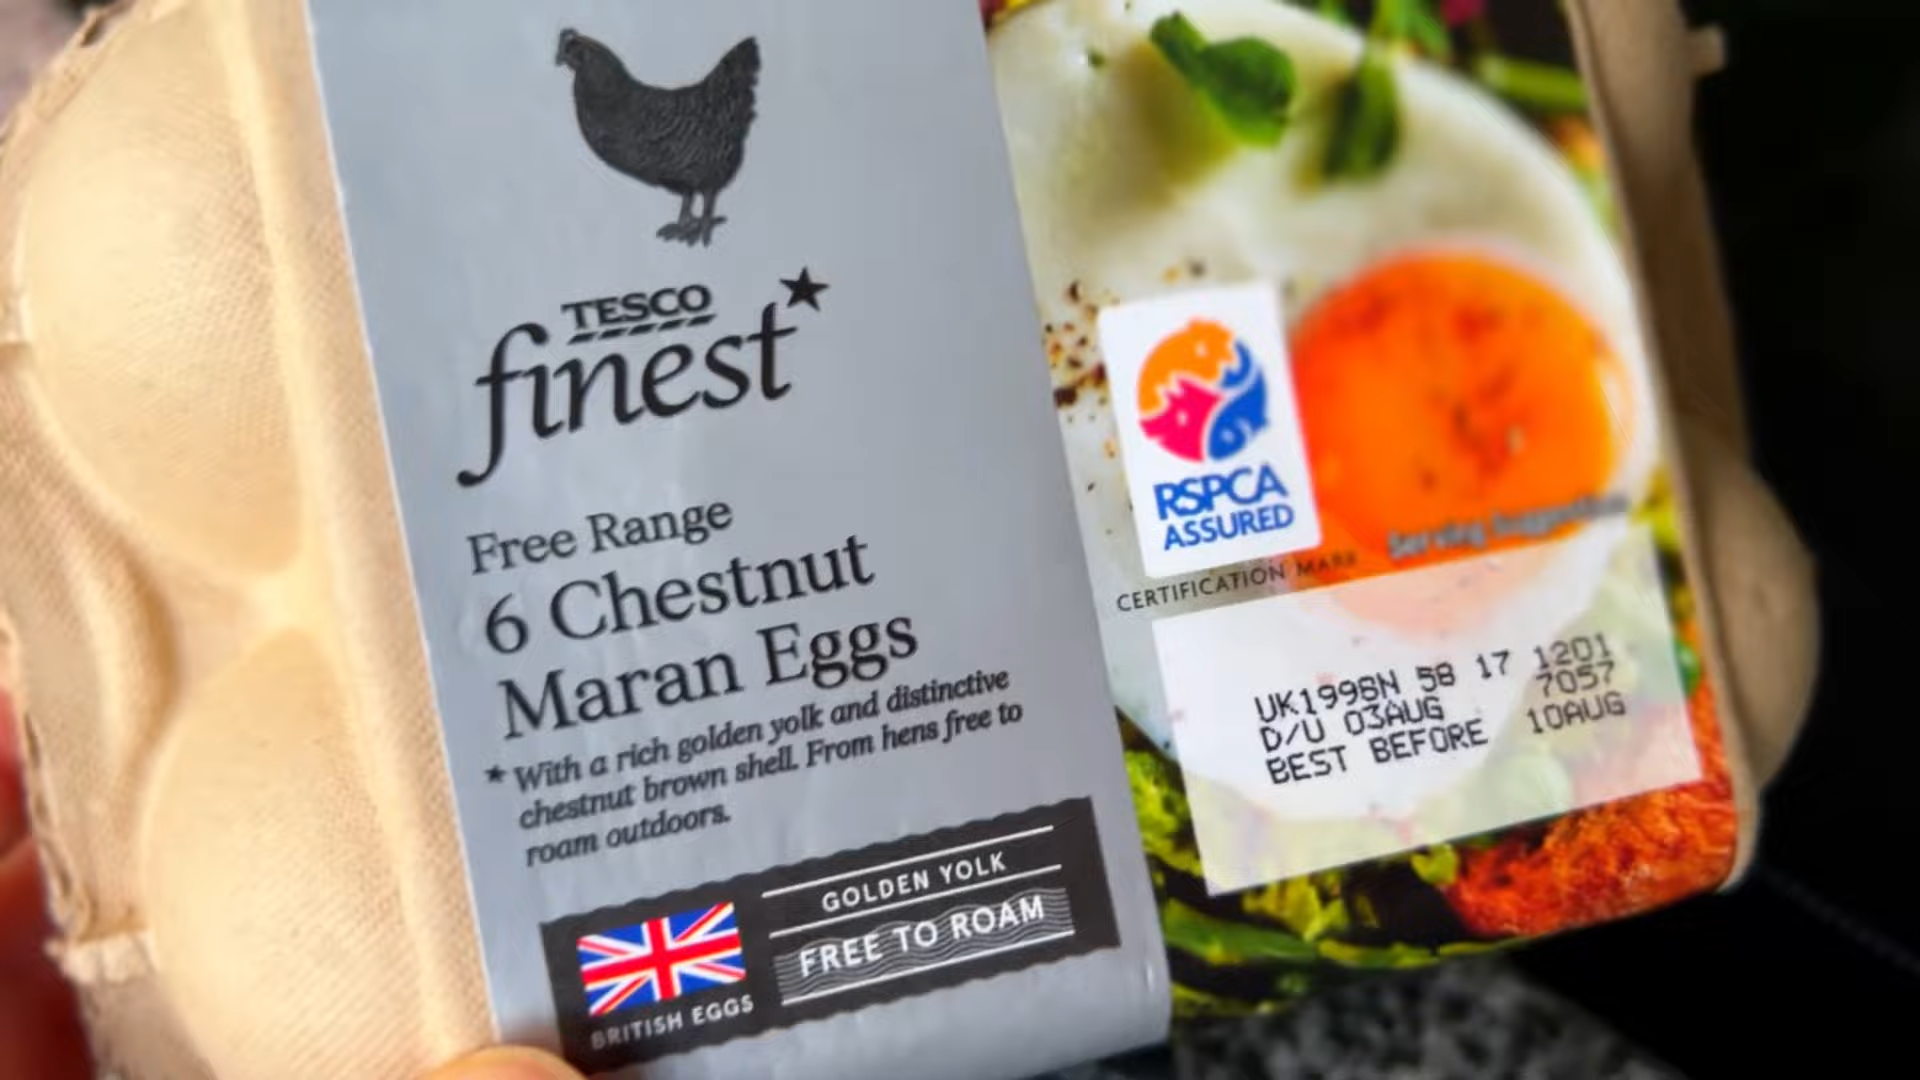 TESCO
finest*
Free Range
6 Chestnut
Maran Eggs
* With a rich golden yolk and distinctive
chestnut brown shell. From hens free to
roam outdoors.
BRITISH EGGS
GOLDEN YOLK
FREE TO ROAM
RSPCA
ASSURED
CERTIFICATION MARK
Serving Suggestion
UK1998N 58 17 1201
D/U 03AUG 7057
BEST BEFORE 10AUG